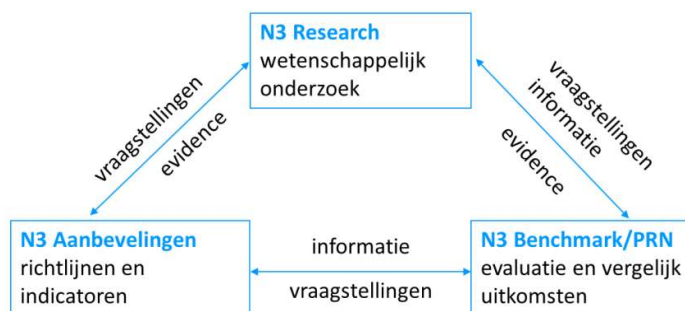 N3 Research
wetenschappelijk
onderzoek
vraagstellingen
evidence
vraagstellingen
informatie
evidence
N3 Aanbevelingen
richtlijnen en
indicatoren
informatie
vraagstellingen
N3 Benchmark/PRN
evaluatie en vergelijk
uitkomsten